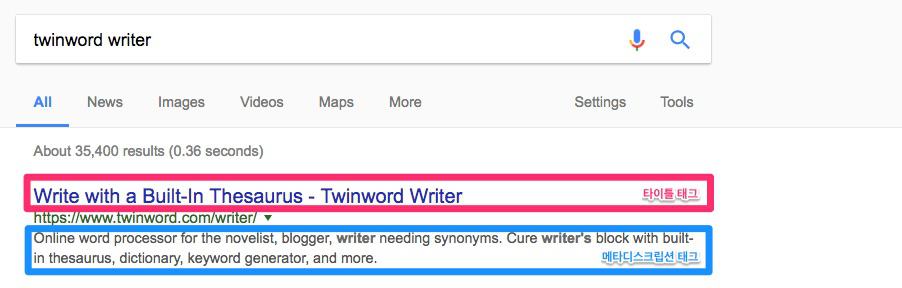 twinword writer
All News Images Videos Maps More Settings Tools
About 35,400 results (0.36 seconds)
Write with a Built-In Thesaurus - Twinword Writer 타이틀 태그
https://www.twinword.com/writer/
Online word processor for the novelist, blogger, writer needing synonyms. Cure writer's block with built-
in thesaurus, dictionary, keyword generator, and more. 메타디스크립션 태그